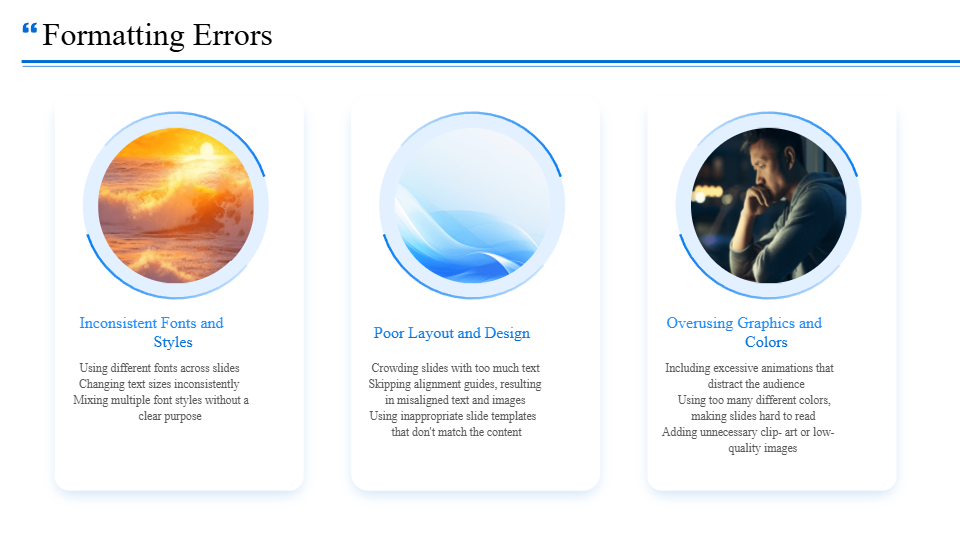 “ Formatting Errors
Inconsistent Fonts and
Styles
Using different fonts across slides
Changing text sizes inconsistently
Mixing multiple font styles without a
clear purpose
Poor Layout and Design
Crowding slides with too much text
Skipping alignment guides, resulting
in misaligned text and images
Using inappropriate slide templates
that don't match the content
Overusing Graphics and
Colors
Including excessive animations that
distract the audience
Using too many different colors,
making slides hard to read
Adding unnecessary clip- art or low-
quality images